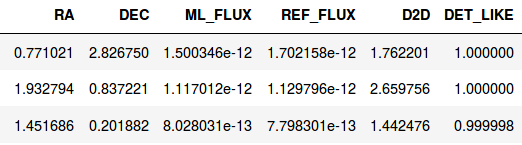 RA DEC ML_FLUX REF_FLUX D2D DET_LIKE
0.771021 2.826750 1.500346e-12 1.702158e-12 1.762201 1.000000
1.932794 0.837221 1.117012e-12 1.129796e-12 2.659756 1.000000
1.451686 0.201882 8.028031e-13 7.798301e-13 1.442476 0.999998